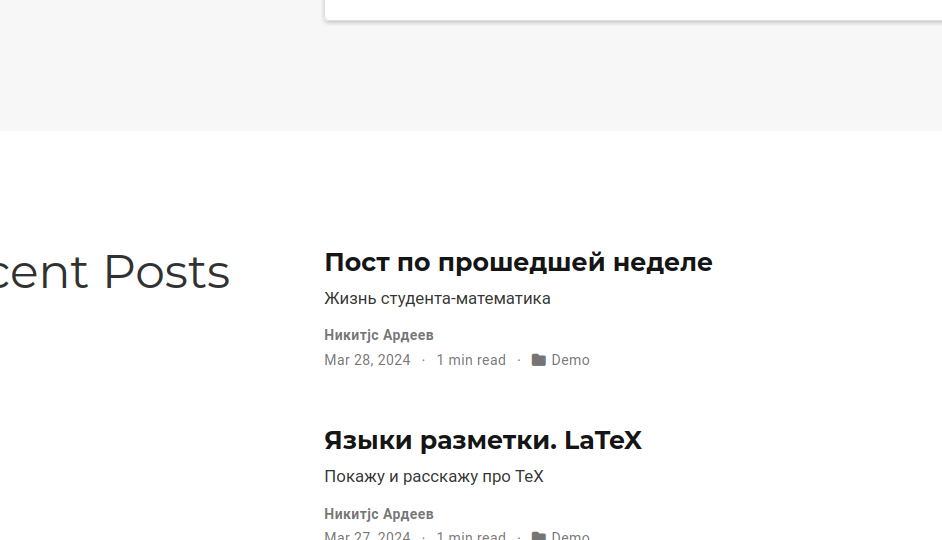 cent Posts
Пост по прошедшей неделе
Жизнь студента-математика
Никитјс Ардеев
Mar 28, 2024 · 1 min read · Demo
Языки разметки. LaTeX
Покажу и расскажу про TeX
Никитјс Ардеев
Mar 27, 2024 · 1 min read · Demo